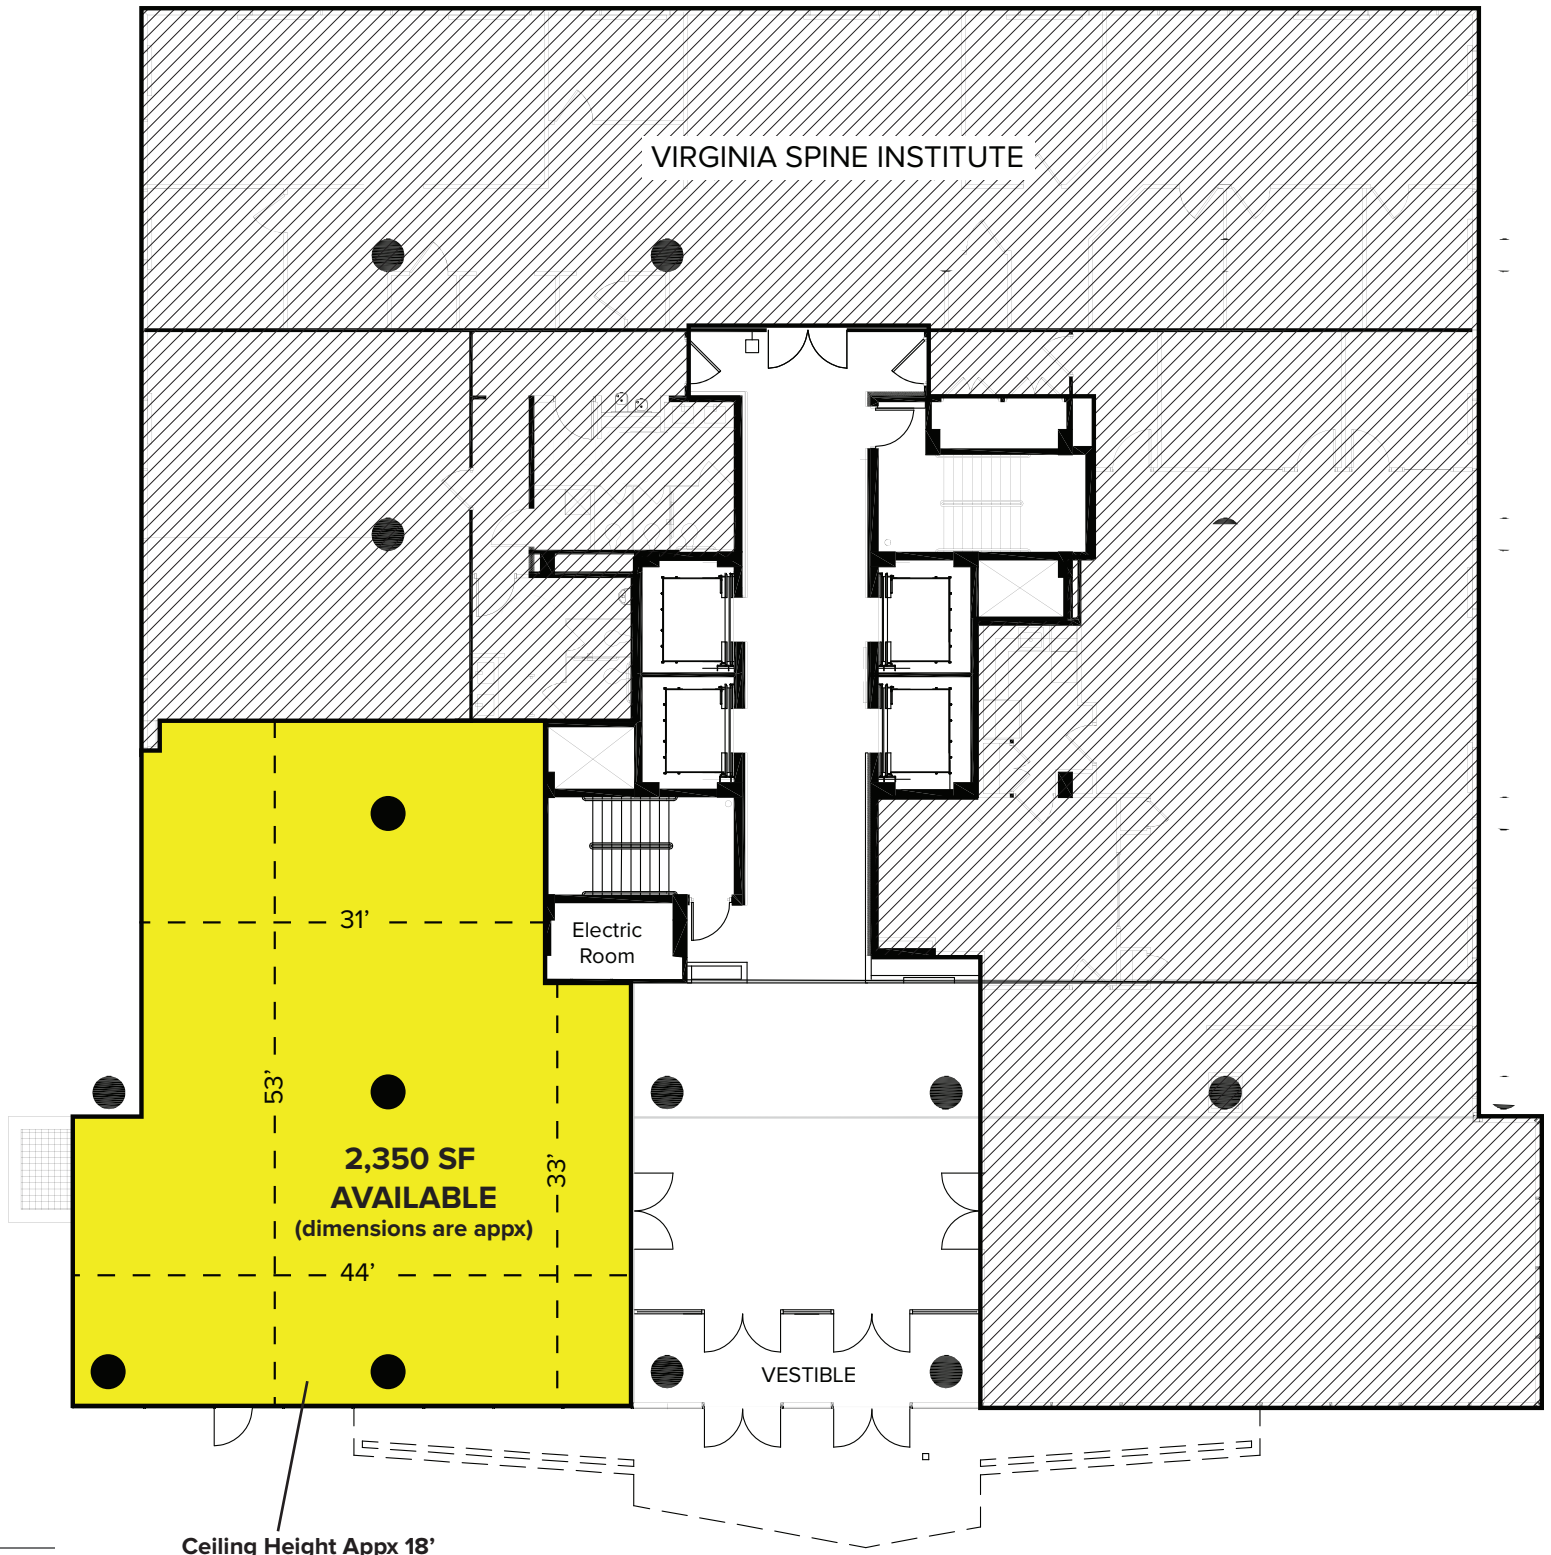 VIRGINIA SPINE INSTITUTE
31’
Electric
Room
53’
2,350 SF
AVAILABLE
(dimensions are appx)
33’
44’
VESTIBLE
Ceiling Height Appx 18’